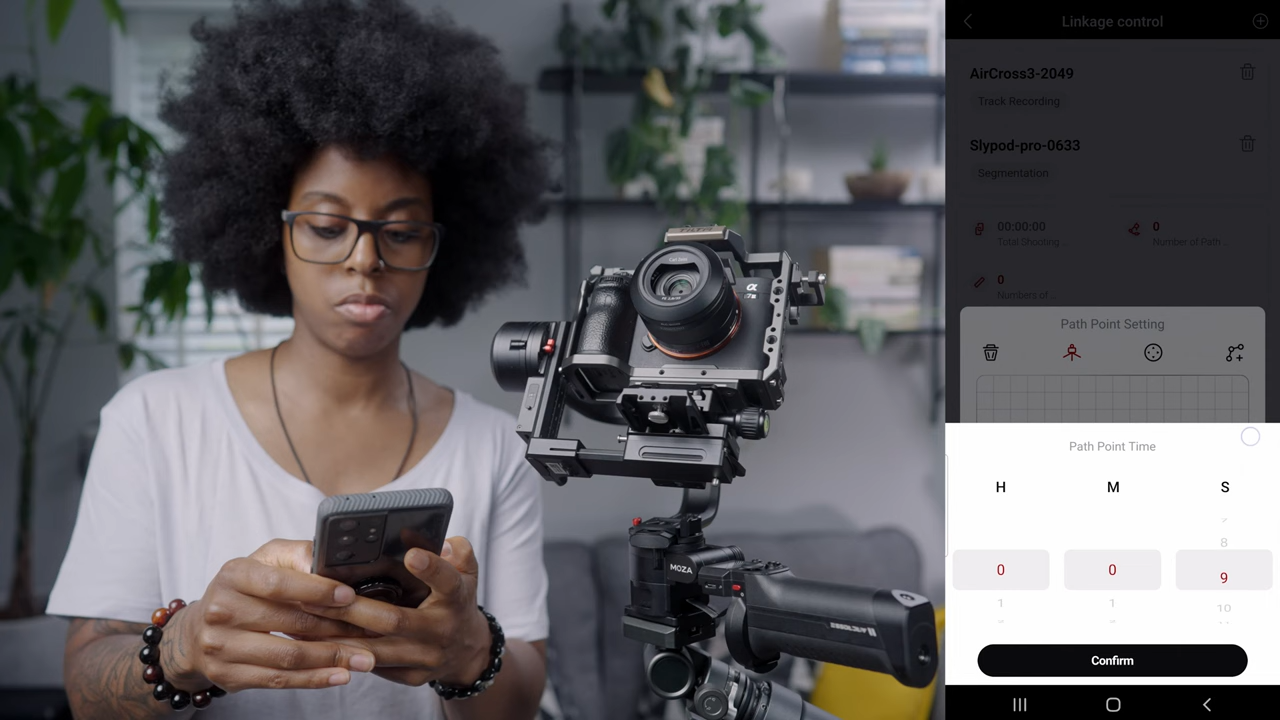 Linkage control
AirCross3-2049
Track Recording
Slypod-pro-0633
Segmentation
00:00:00
Total Shooting ...
0
Number of Path ...
0
Numbers of ...
Path Point Setting
Path Point Time
H
M
S
8
0
0
9
1
1
10
Confirm
α
MOZA